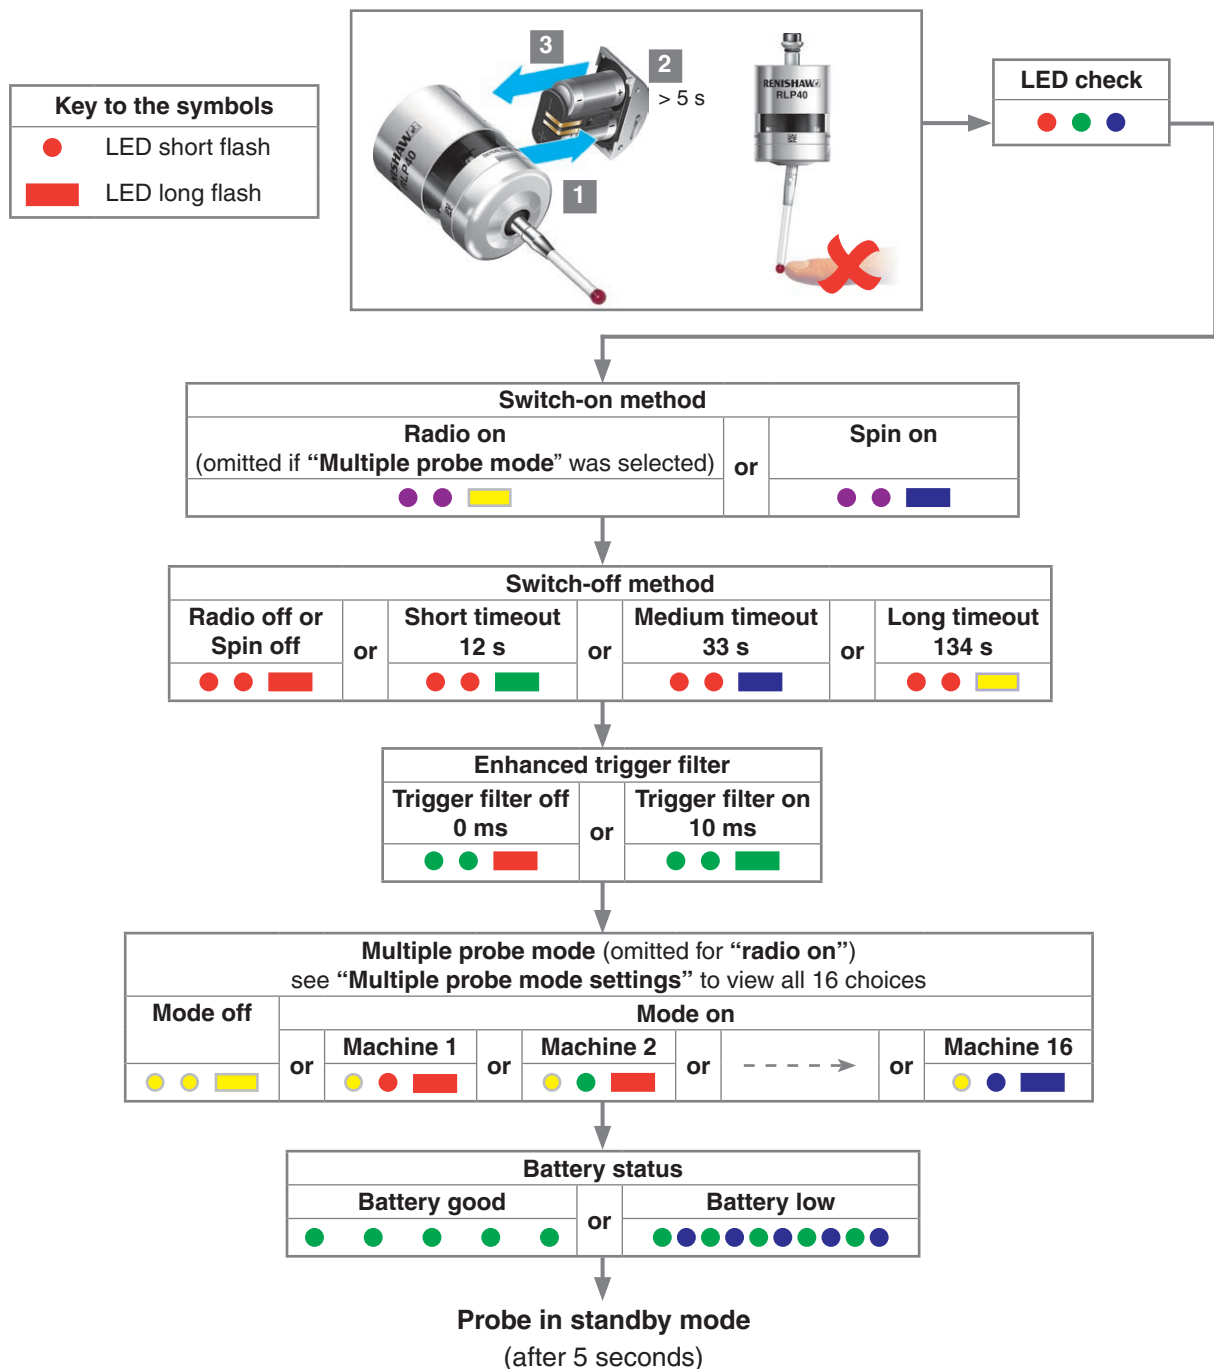 Key to the symbols
LED short flash
LED long flash
3
2
> 5 s
1
RENISHAW
RLP40
RENISHAW
RLP40
LED check
Switch-on method
Radio on
(omitted if “Multiple probe mode” was selected)
or
Spin on
Switch-off method
Radio off or
Spin off
or
Short timeout
12 s
or
Medium timeout
33 s
or
Long timeout
134 s
Enhanced trigger filter
Trigger filter off
0 ms
or
Trigger filter on
10 ms
Multiple probe mode (omitted for “radio on”)
see “Multiple probe mode settings” to view all 16 choices
Mode off
Mode on
or
Machine 1
or
Machine 2
or
or
Machine 16
Battery status
Battery good
or
Battery low
Probe in standby mode
(after 5 seconds)